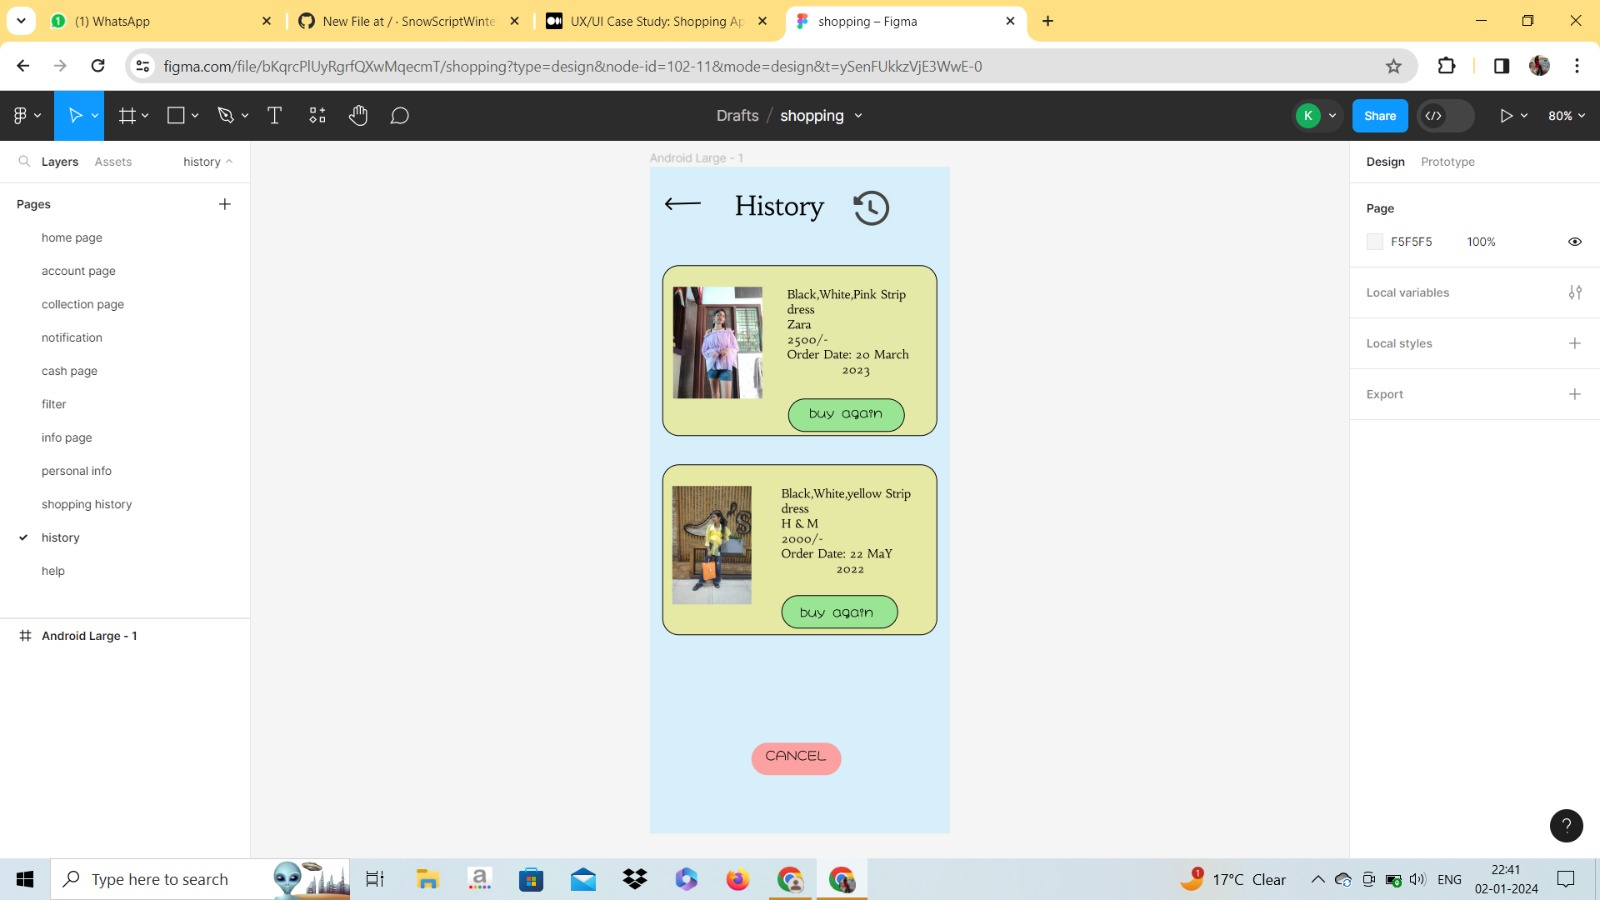 (1) WhatsApp
New File at / · SnowScriptWinte
UX/UI Case Study: Shopping Ap
shopping – Figma
figma.com/file/bKqrcPlUyRgrfQXwMqecmT/shopping?type=design&node-id=102-11&mode=design&t=ySenFUkkzVjE3WwE-0
Drafts / shopping
K
Share
80%
Layers Assets history
Pages
home page
account page
collection page
notification
cash page
filter
info page
personal info
shopping history
history
help
Android Large - 1
Android Large - 1
History
Black,White,Pink Strip
dress
Zara
2500/-
Order Date: 20 March
2023
buy again
Black,White,yellow Strip
dress
H & M
2000/-
Order Date: 22 MaY
2022
buy again
CANCEL
Design Prototype
Page
F5F5F5 100%
Local variables
Local styles
Export
?
Type here to search
1
17°C Clear
ENG
22:41
02-01-2024